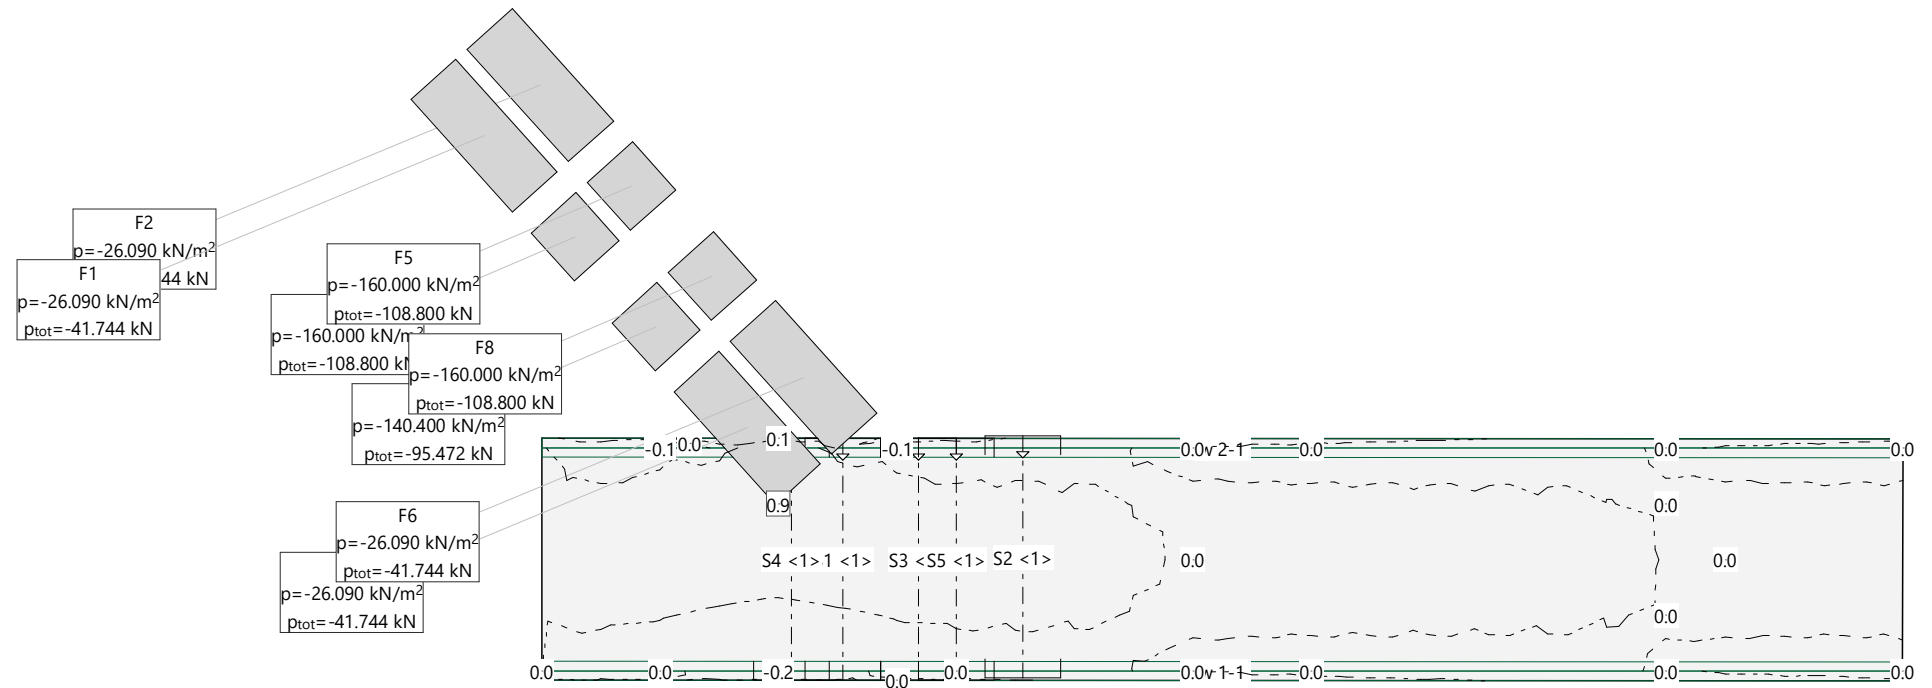 F2
p=-26.090 kN/m²
44 kN
F1
p=-26.090 kN/m²
ptot=-41.744 kN
F5
p=-160.000 kN/m²
ptot=-108.800 kN
p=-160.000 kN/m²
ptot=-108.800 kN
F8
p=-160.000 kN/m²
ptot=-108.800 kN
p=-140.400 kN/m²
ptot=-95.472 kN
F6
p=-26.090 kN/m²
ptot=-41.744 kN
p=-26.090 kN/m²
ptot=-41.744 kN
-0.1 0.0 -0.1 -0.1 0.0 w2-1 0.0 0.0 0.0
0.9 0.0
S4 <1> 1 <1> S3 < S5 <1> S2 <1> 0.0 0.0
0.0
0.0 0.0 -0.2 0.0 0.0 0.0 w1-1 0.0 0.0 0.0